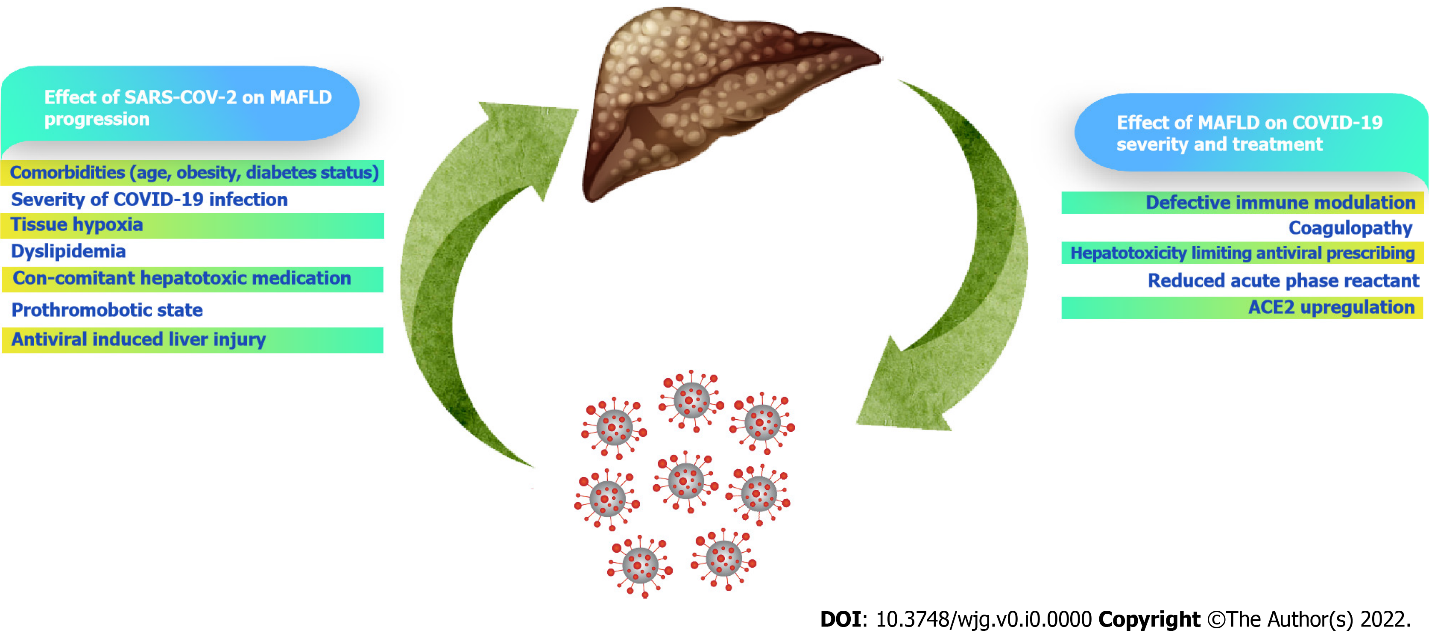 Effect of SARS-COV-2 on MAFLD
progression
Comorbidities (age, obesity, diabetes status)
Severity of COVID-19 infection
Tissue hypoxia
Dyslipidemia
Con-comitant hepatotoxic medication
Prothrombotic state
Antiviral induced liver injury
Effect of MAFLD on COVID-19
severity and treatment
Defective immune modulation
Coagulopathy
Hepatotoxicity limiting antiviral prescribing
Reduced acute phase reactant
ACE2 upregulation
DOI: 10.3748/wjg.v0.i0.0000 Copyright ©The Author(s) 2022.